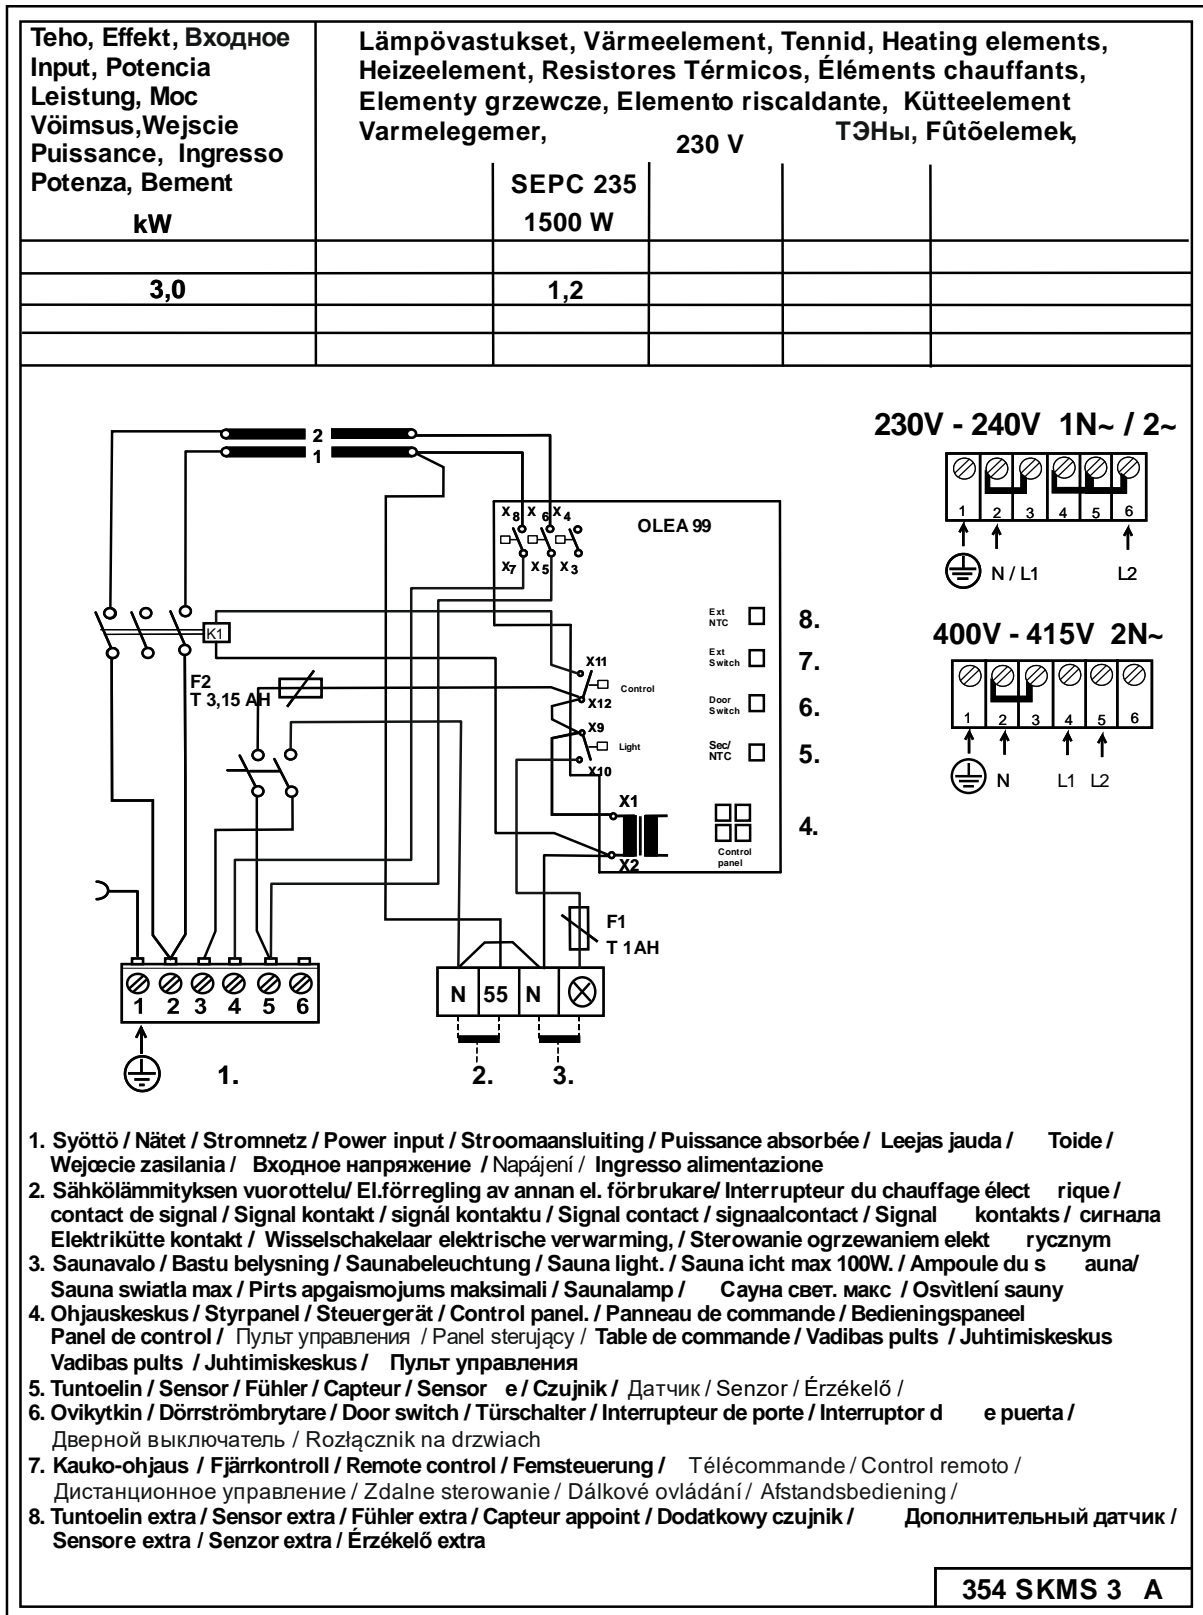 Teho, Effekt, Входное
Input, Potencia
Leistung, Moc
Vöimsus,Wejscie
Puissance, Ingresso
Potenza, Bement
kW
Lämpövastukset, Värmeelement, Tennid, Heating elements,
Heizeelement, Resistores Térmicos, Éléments chauffants,
Elementy grzewcze, Elemento riscaldante, Kütteelement
Varmelegemer, 230 V ТЭНы, Fûtõelemek,
SEPC 235
1500 W
3,0 1,2
230V - 240V 1N~ / 2~
1 2 3 4 5 6
N / L1 L2
400V - 415V 2N~
1 2 3 4 5 6
N L1 L2
2
1
X8 X6 X4
OLEA 99
X7 X5 X3
K1
Ext
NTC
8.
Ext
Switch
7.
Door
Switch
6.
Sec/
NTC
5.
X11
Control
X12
X9
Light
X10
F2
T 3,15 AH
X1
X2
Control
panel
4.
F1
T 1AH
1 2 3 4 5 6
N 55 N
1. 2. 3.
1. Syöttö / Nätet / Stromnetz / Power input / Stroomaansluiting / Puissance absorbée / Leejas jauda / Toide /
Wejœcie zasilania / Входное напряжение / Napájení / Ingresso alimentazione
2. Sähkölämmityksen vuorottelu/ El.förregling av annan el. förbrukare/ Interrupteur du chauffage élect rique /
contact de signal / Signal kontakt / signál kontaktu / Signal contact / signaalcontact / Signal kontakts / сигнала
Elektrikütte kontakt / Wisselschakelaar elektrische verwarming, / Sterowanie ogrzewaniem elekt rycznym
3. Saunavalo / Bastu belysning / Saunabeleuchtung / Sauna light. / Sauna icht max 100W. / Ampoule du s auna/
Sauna swiatla max / Pirts apgaismojums maksimali / Saunalamp / Сауна свет. макс / Osvìtlení sauny
4. Ohjauskeskus / Styrpanel / Steuergerät / Control panel. / Panneau de commande / Bedieningspaneel
Panel de control / Пульт управления / Panel sterujący / Table de commande / Vadibas pults / Juhtimiskeskus
Vadibas pults / Juhtimiskeskus / Пульт управления
5. Tuntoelin / Sensor / Fühler / Capteur / Sensor e / Czujnik / Датчик / Senzor / Érzékelő /
6. Ovikytkin / Dörrströmbrytare / Door switch / Türschalter / Interrupteur de porte / Interruptor d e puerta /
Дверной выключатель / Rozłącznik na drzwiach
7. Kauko-ohjaus / Fjärrkontroll / Remote control / Femsteuerung / Télécommande / Control remoto /
Дистанционное управление / Zdalne sterowanie / Dálkové ovládání / Afstandsbediening /
8. Tuntoelin extra / Sensor extra / Fühler extra / Capteur appoint / Dodatkowy czujnik / Дополнительный датчик /
Sensore extra / Senzor extra / Érzékelő extra
354 SKMS 3 A